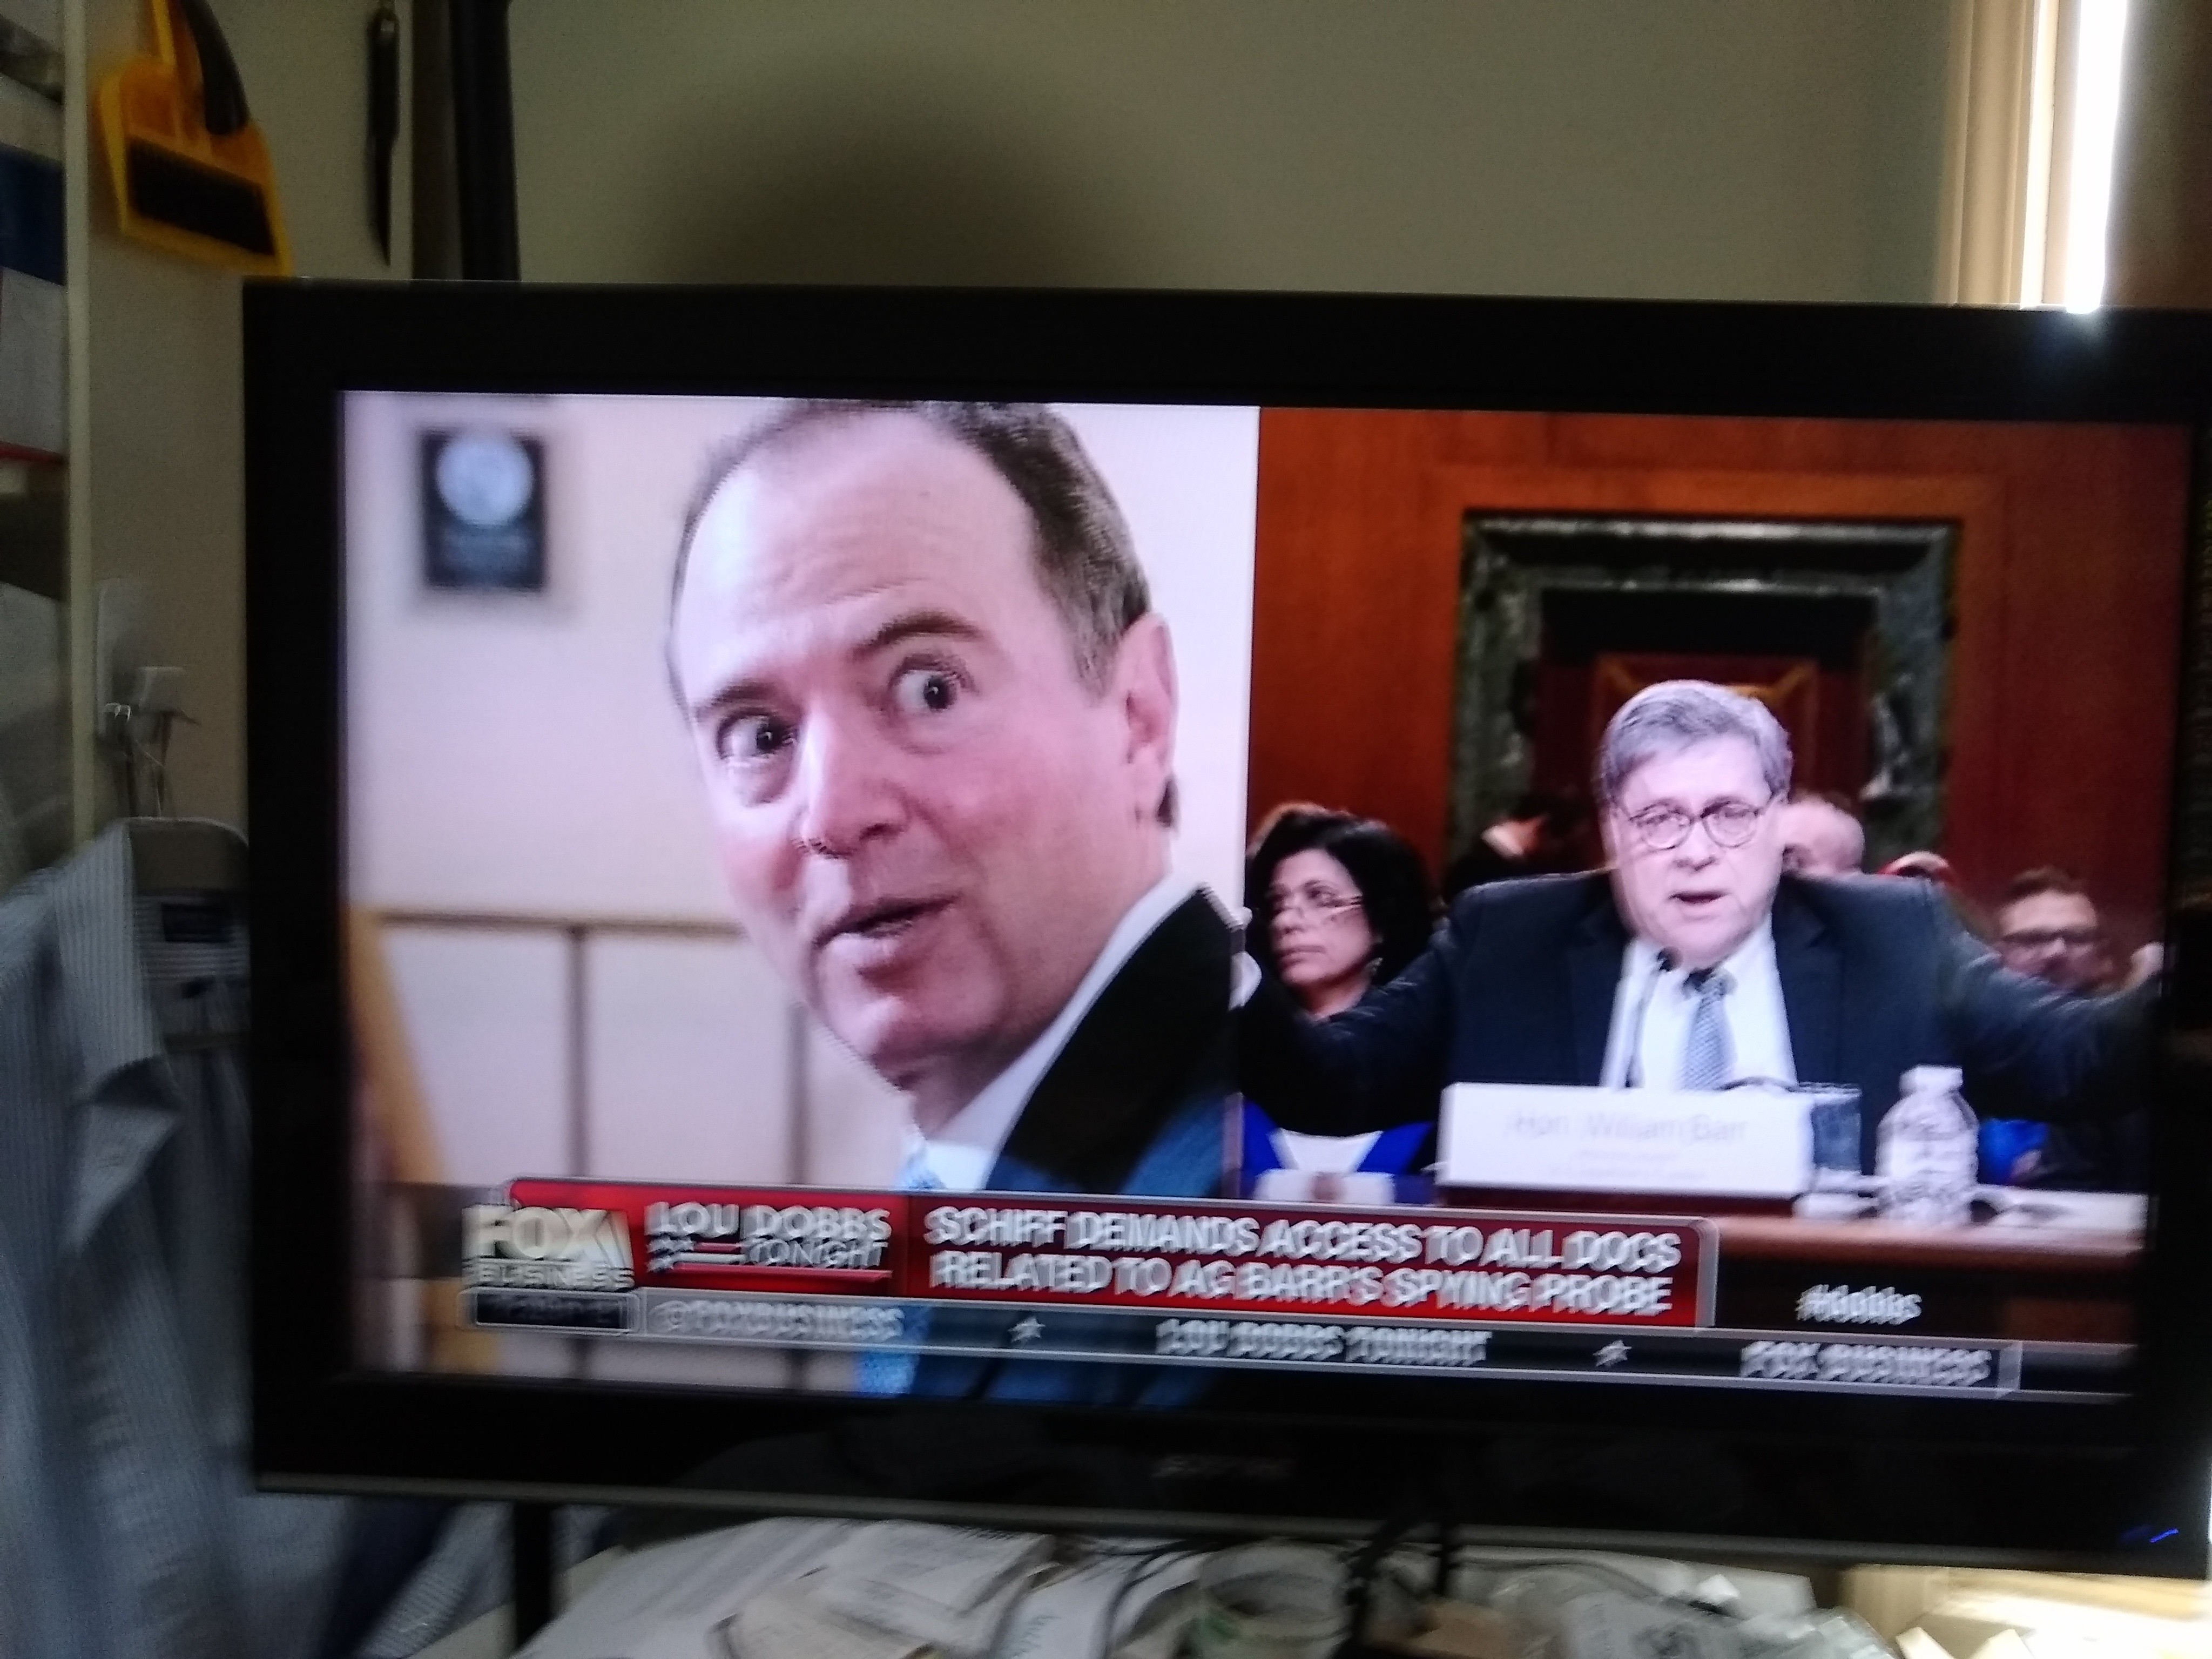 Hon. William Barr
FOX
BUSINESS
LOU DOBBS
TONIGHT
SCHIFF DEMANDS ACCESS TO ALL DOCS
RELATED TO AG BARR'S SPYING PROBE
#dobbs
@FOXBUSINESS
LOU DOBBS TONIGHT
FOX BUSINESS